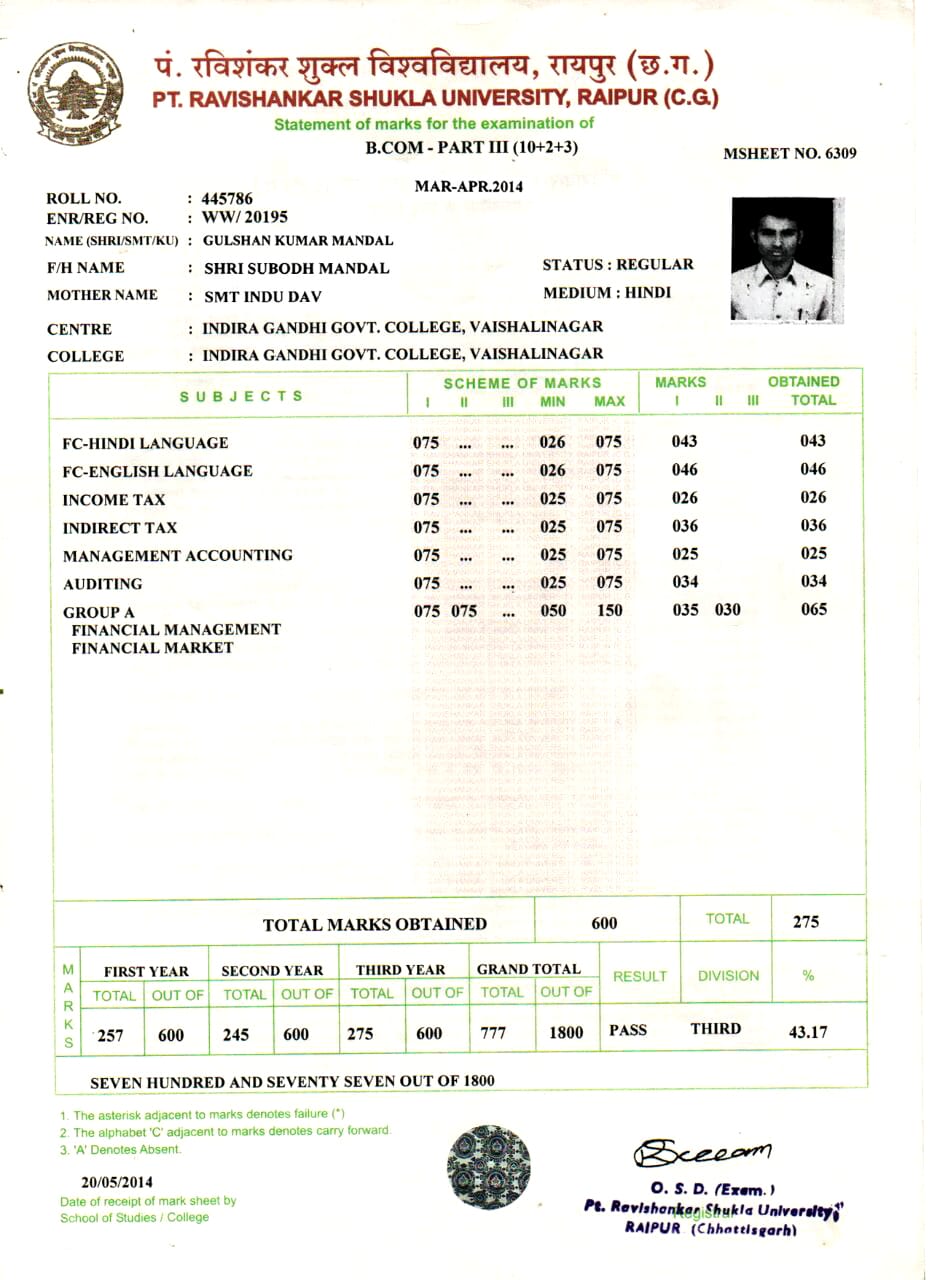 पं. रविशंकर शुक्ल विश्वविद्यालय, रायपुर (छ.ग.)
PT. RAVISHANKAR SHUKLA UNIVERSITY, RAIPUR (C.G.)
Statement of marks for the examination of
B.COM - PART III (10+2+3)
MSHEET NO. 6309
MAR-APR.2014
ROLL NO. : 445786
ENR/REG NO. : WW/ 20195
NAME (SHRI/SMT/KU) : GULSHAN KUMAR MANDAL
F/H NAME : SHRI SUBODH MANDAL STATUS : REGULAR
MOTHER NAME : SMT INDU DAV MEDIUM : HINDI
CENTRE : INDIRA GANDHI GOVT. COLLEGE, VAISHALINAGAR
COLLEGE : INDIRA GANDHI GOVT. COLLEGE, VAISHALINAGAR
SUBJECTS SCHEME OF MARKS MARKS OBTAINED
I II III MIN MAX I II III TOTAL
FC-HINDI LANGUAGE 075 ... ... 026 075 043 043
FC-ENGLISH LANGUAGE 075 ... ... 026 075 046 046
INCOME TAX 075 ... ... 025 075 026 026
INDIRECT TAX 075 ... ... 025 075 036 036
MANAGEMENT ACCOUNTING 075 ... ... 025 075 025 025
AUDITING 075 ... ... 025 075 034 034
GROUP A 075 075 ... 050 150 035 030 065
FINANCIAL MANAGEMENT
FINANCIAL MARKET
TOTAL MARKS OBTAINED 600 TOTAL 275
MARKS FIRST YEAR SECOND YEAR THIRD YEAR GRAND TOTAL RESULT DIVISION %
TOTAL OUT OF TOTAL OUT OF TOTAL OUT OF TOTAL OUT OF
257 600 245 600 275 600 777 1800 PASS THIRD 43.17
SEVEN HUNDRED AND SEVENTY SEVEN OUT OF 1800
1. The asterisk adjacent to marks denotes failure (*)
2. The alphabet 'C' adjacent to marks denotes carry forward.
3. 'A' Denotes Absent.
20/05/2014
Date of receipt of mark sheet by
School of Studies / College
O. S. D. (Exam.)
Pt. Ravishankar Shukla University
Registrar
RAIPUR (Chhattisgarh)